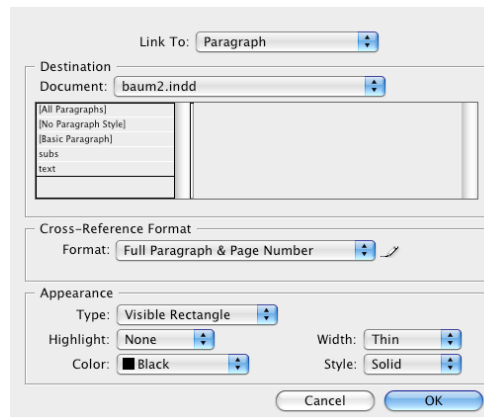 Link To: Paragraph
Destination
Document: baum2.indd
[All Paragraphs]
[No Paragraph Style]
[Basic Paragraph]
subs
text
Cross-Reference Format
Format: Full Paragraph & Page Number
Appearance
Type: Visible Rectangle
Highlight: None Width: Thin
Color: Black Style: Solid
Cancel OK